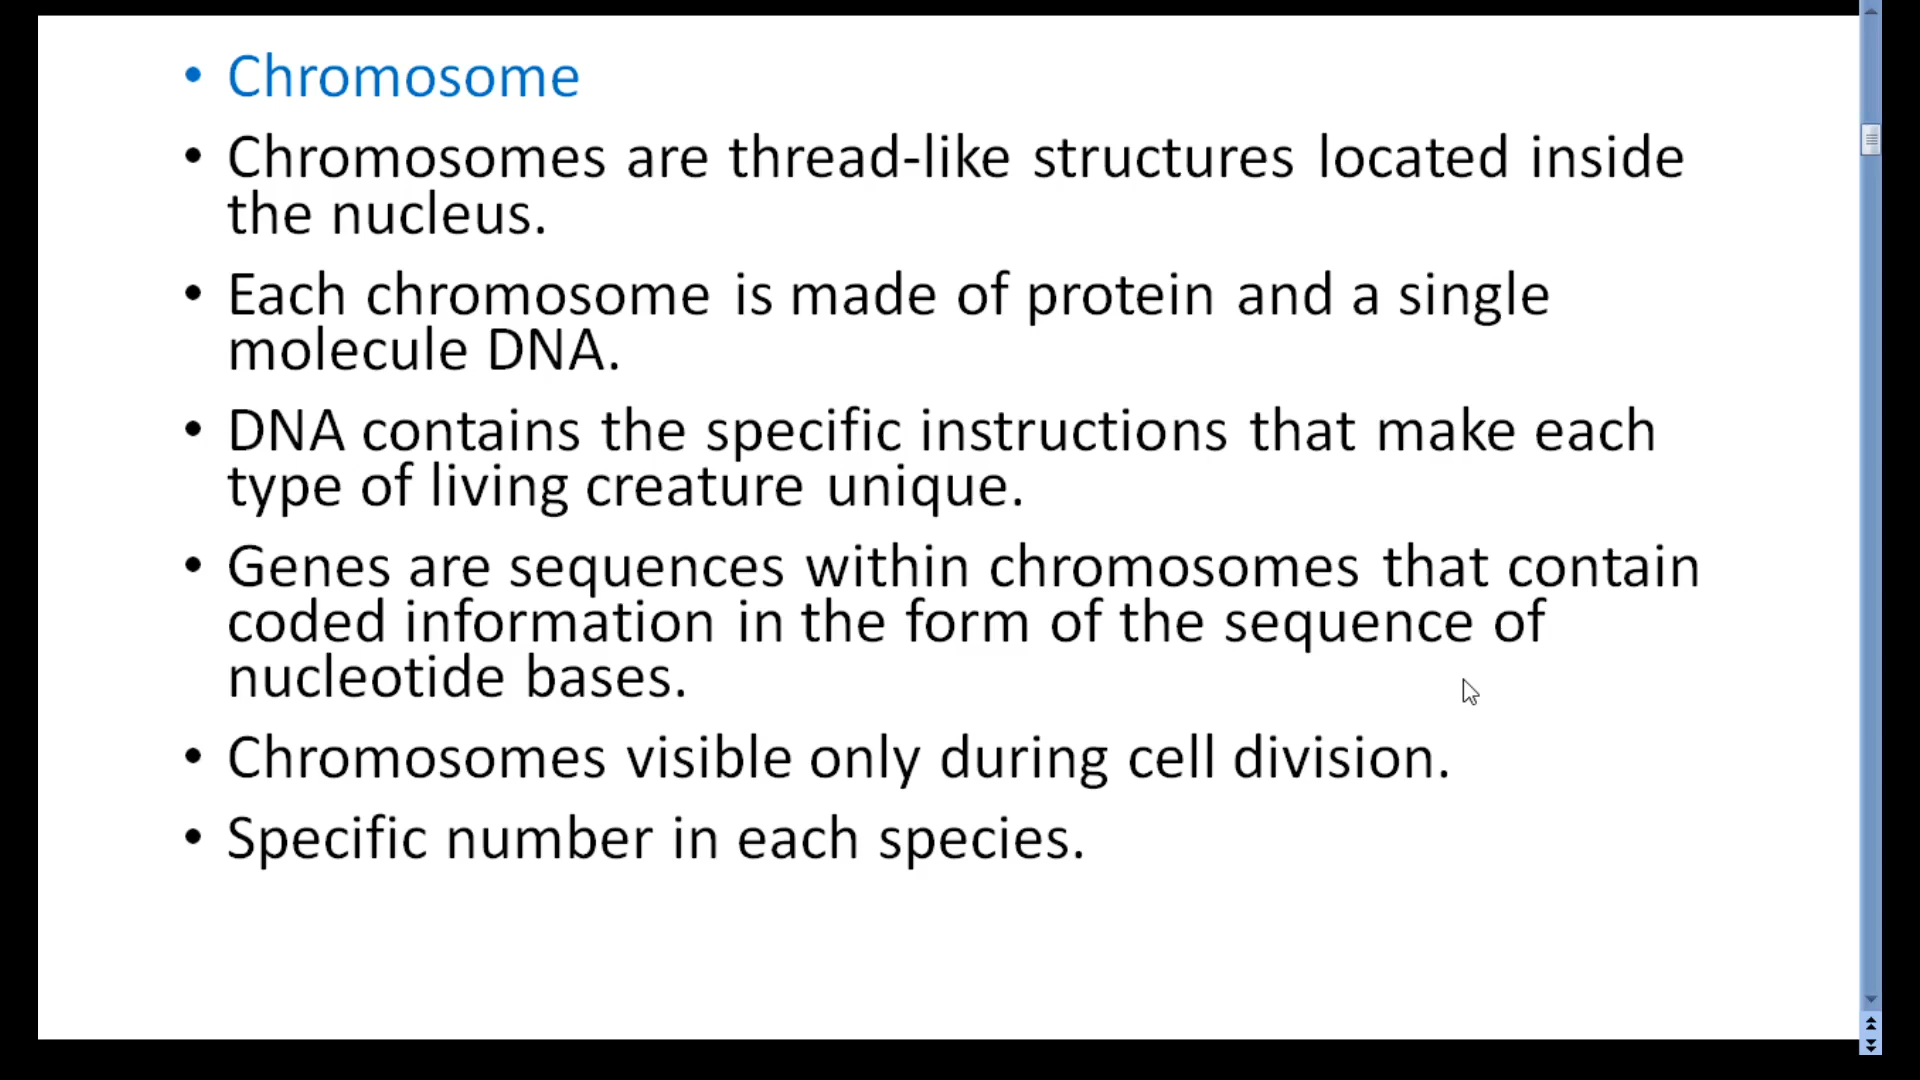 • Chromosome
• Chromosomes are thread-like structures located inside
the nucleus.
• Each chromosome is made of protein and a single
molecule DNA.
• DNA contains the specific instructions that make each
type of living creature unique.
• Genes are sequences within chromosomes that contain
coded information in the form of the sequence of
nucleotide bases.
• Chromosomes visible only during cell division.
• Specific number in each species.